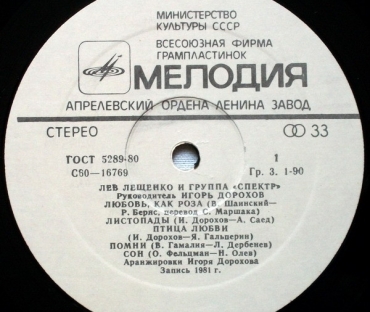 МИНИСТЕРСТВО
КУЛЬТУРЫ СССР
ВСЕСОЮЗНАЯ ФИРМА
ГРАМПЛАСТИНОК
МЕЛОДИЯ
АПРЕЛЕВСКИЙ ОРДЕНА ЛЕНИНА ЗАВОД
СТЕРЕО 33
ГОСТ 5289-80 1
С60—16769 Гр. 3. 1-90
ЛЕВ ЛЕЩЕНКО И ГРУППА «СПЕКТР»
Руководитель ИГОРЬ ДОРОХОВ
ЛЮБОВЬ, КАК РОЗА (В. Шаинский—
Р. Бернс, перевод С. Маршака)
ЛИСТОПАДЫ (И. Дорохов—А. Саед)
ПТИЦА ЛЮБВИ
(И. Дорохов—Я. Гальперин)
ПОМНИ (В. Гамалия—Л. Дербенев)
СОН (О. Фельцман—Н. Олев)
Аранжировки Игоря Дорохова
Запись 1981 г.